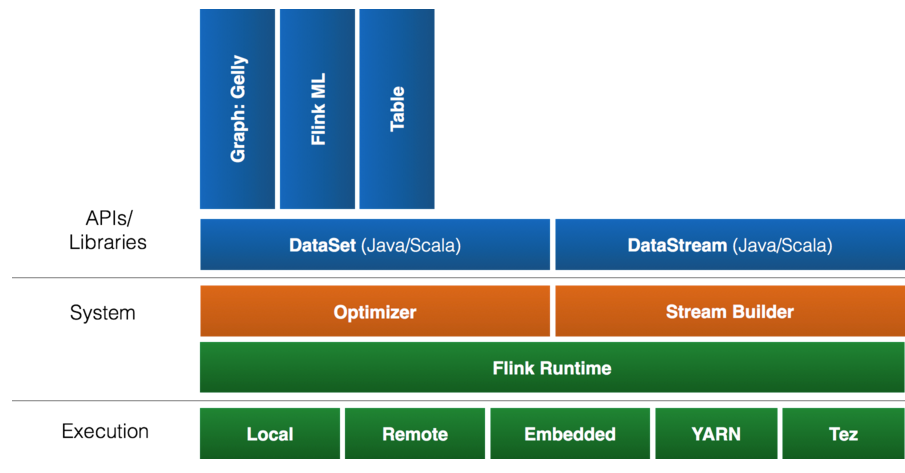 Graph: Gelly
Flink ML
Table
APIs/
Libraries
DataSet (Java/Scala)
DataStream (Java/Scala)
System
Optimizer
Stream Builder
Flink Runtime
Execution
Local
Remote
Embedded
YARN
Tez